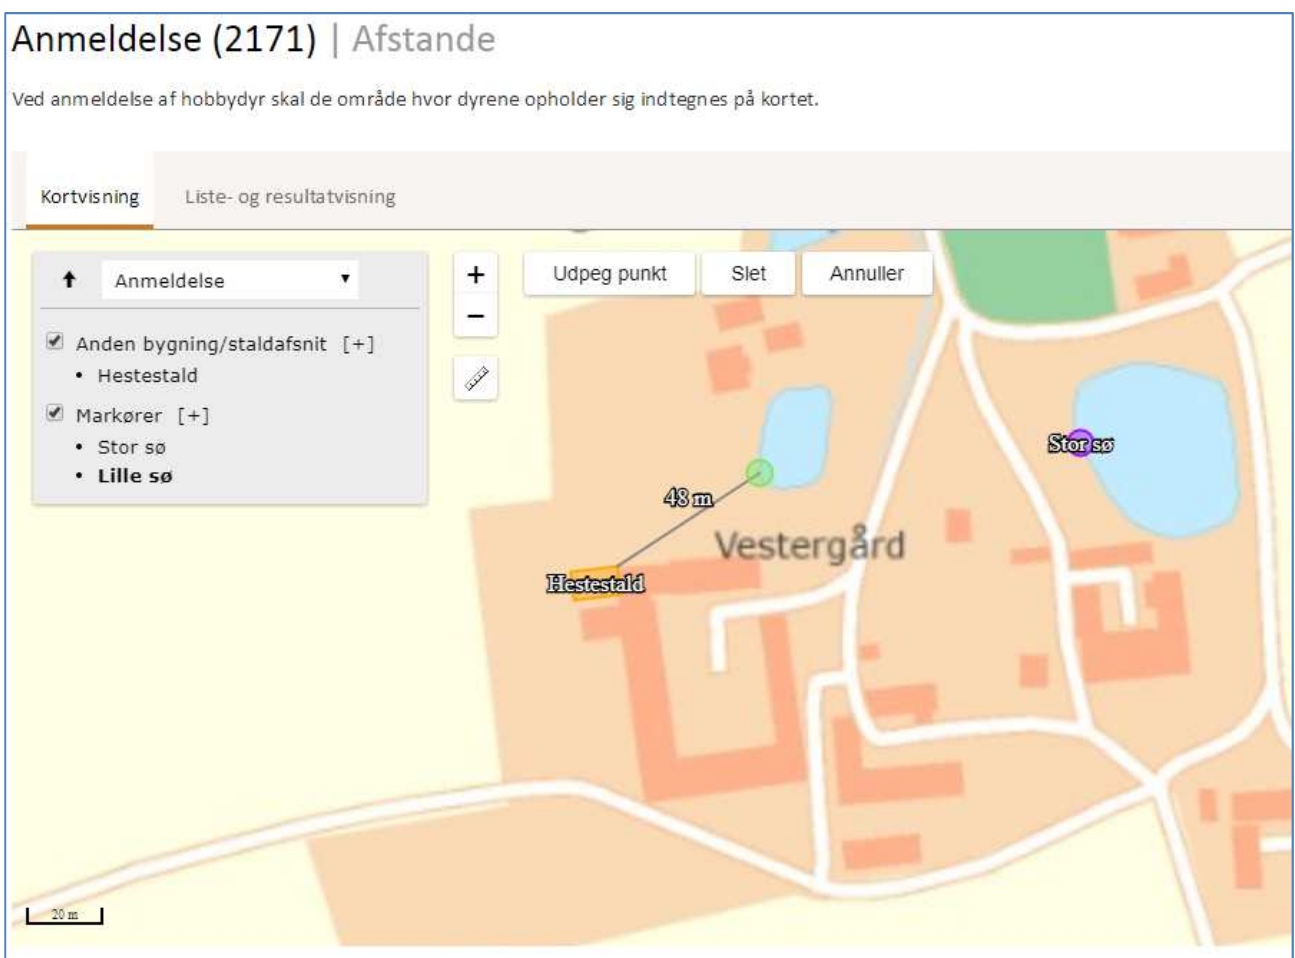 Anmeldelse (2171) | Afstande
Ved anmeldelse af hobbydyr skal de område hvor dyrene opholder sig indtegnes på kortet.
Kortvisning Liste- og resultatvisning
Anmeldelse
+
Udpeg punkt Slet Annuller
−
Anden bygning/staldafsnit [+]
• Hestestald
Markører [+]
• Stor sø
• Lille sø
Stor sø
48 m
Vestergård
Hestestald
20 m